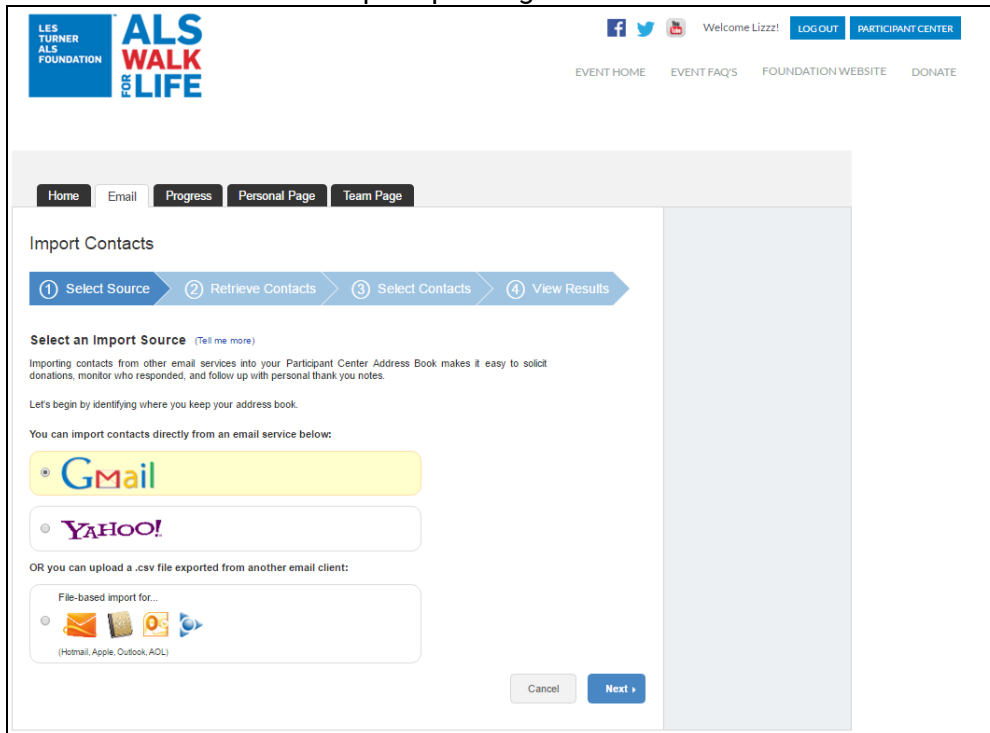 LES
TURNER
ALS
FOUNDATION
ALS
WALK
FOR LIFE
Welcome Lizzz! LOG OUT PARTICIPANT CENTER
EVENT HOME EVENT FAQ'S FOUNDATION WEBSITE DONATE
Home Email Progress Personal Page Team Page
Import Contacts
1 Select Source 2 Retrieve Contacts 3 Select Contacts 4 View Results
Select an Import Source (Tell me more)
Importing contacts from other email services into your Participant Center Address Book makes it easy to solicit
donations, monitor who responded, and follow up with personal thank you notes.
Let's begin by identifying where you keep your address book.
You can import contacts directly from an email service below:
GMail
YAHOO!
OR you can upload a .csv file exported from another email client:
File-based import for...
(Hotmail, Apple, Outlook, AOL)
Cancel Next